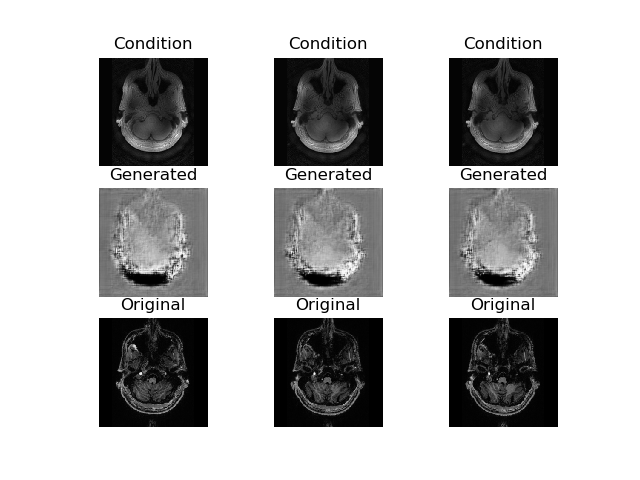 Condition Condition Condition
Generated Generated Generated
Original Original Original